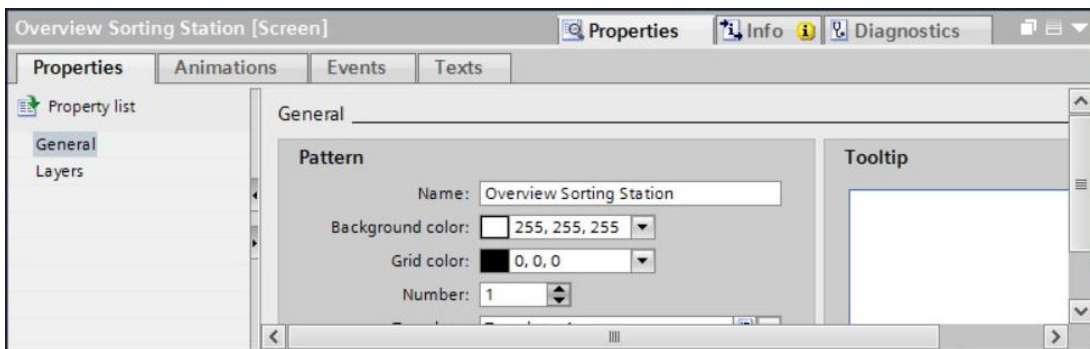 Overview Sorting Station [Screen]
Properties
Info
Diagnostics
Properties
Animations
Events
Texts
Property list
General
Layers
General
Pattern
Name: Overview Sorting Station
Background color: 255, 255, 255
Grid color: 0, 0, 0
Number: 1
Tooltip